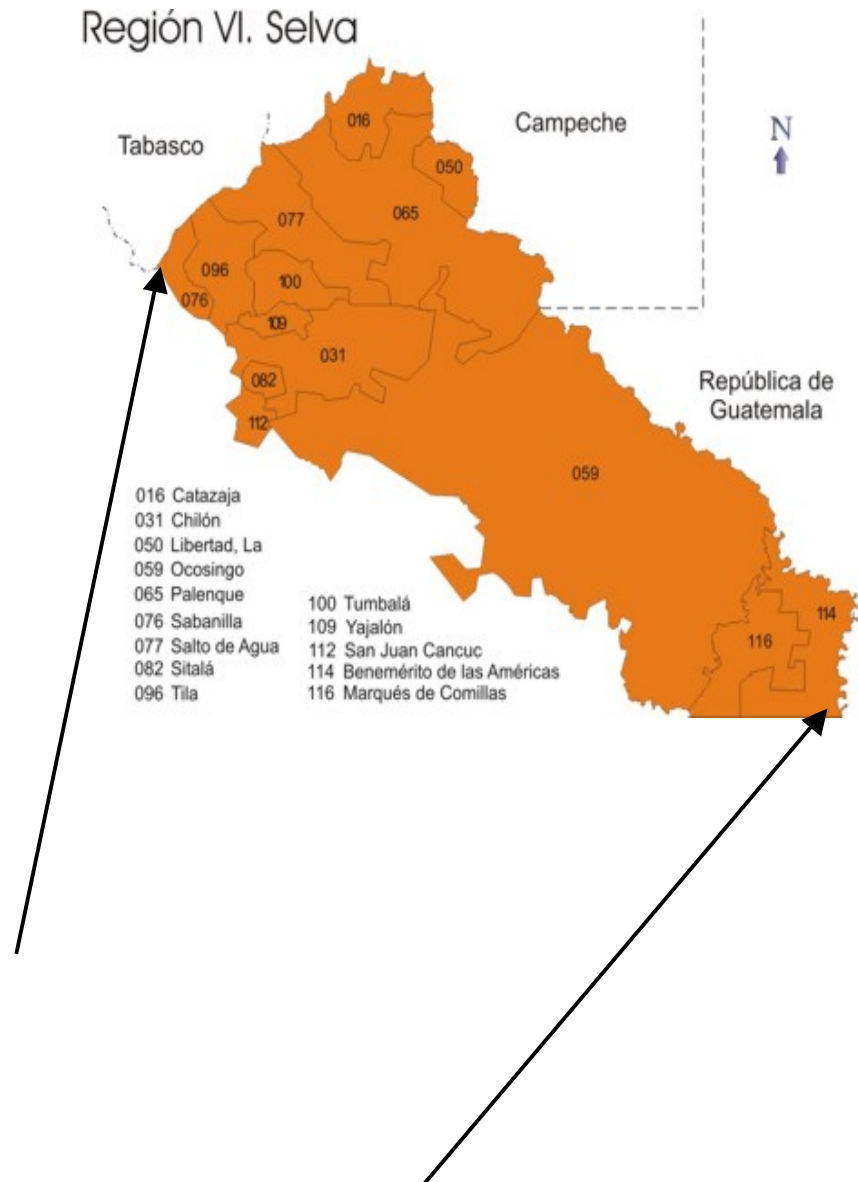 Región VI. Selva
Tabasco
Campeche
N
016
050
077
065
096
100
076
109
031
082
112
República de
Guatemala
059
114
116
016 Catazaja
031 Chilón
050 Libertad, La
059 Ocosingo
065 Palenque
076 Sabanilla
077 Salto de Agua
082 Sitalá
096 Tila
100 Tumbalá
109 Yajalón
112 San Juan Cancuc
114 Benemérito de las Américas
116 Marqués de Comillas